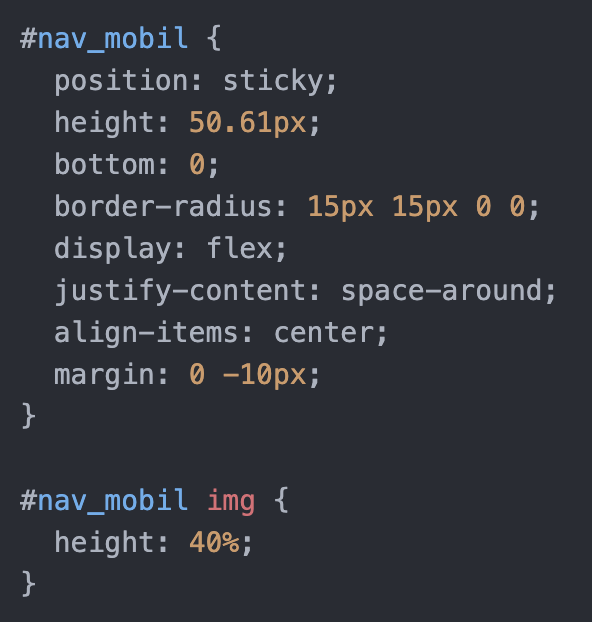 #nav_mobil {
  position: sticky;
  height: 50.61px;
  bottom: 0;
  border-radius: 15px 15px 0 0;
  display: flex;
  justify-content: space-around;
  align-items: center;
  margin: 0 -10px;
}

#nav_mobil img {
  height: 40%;
}